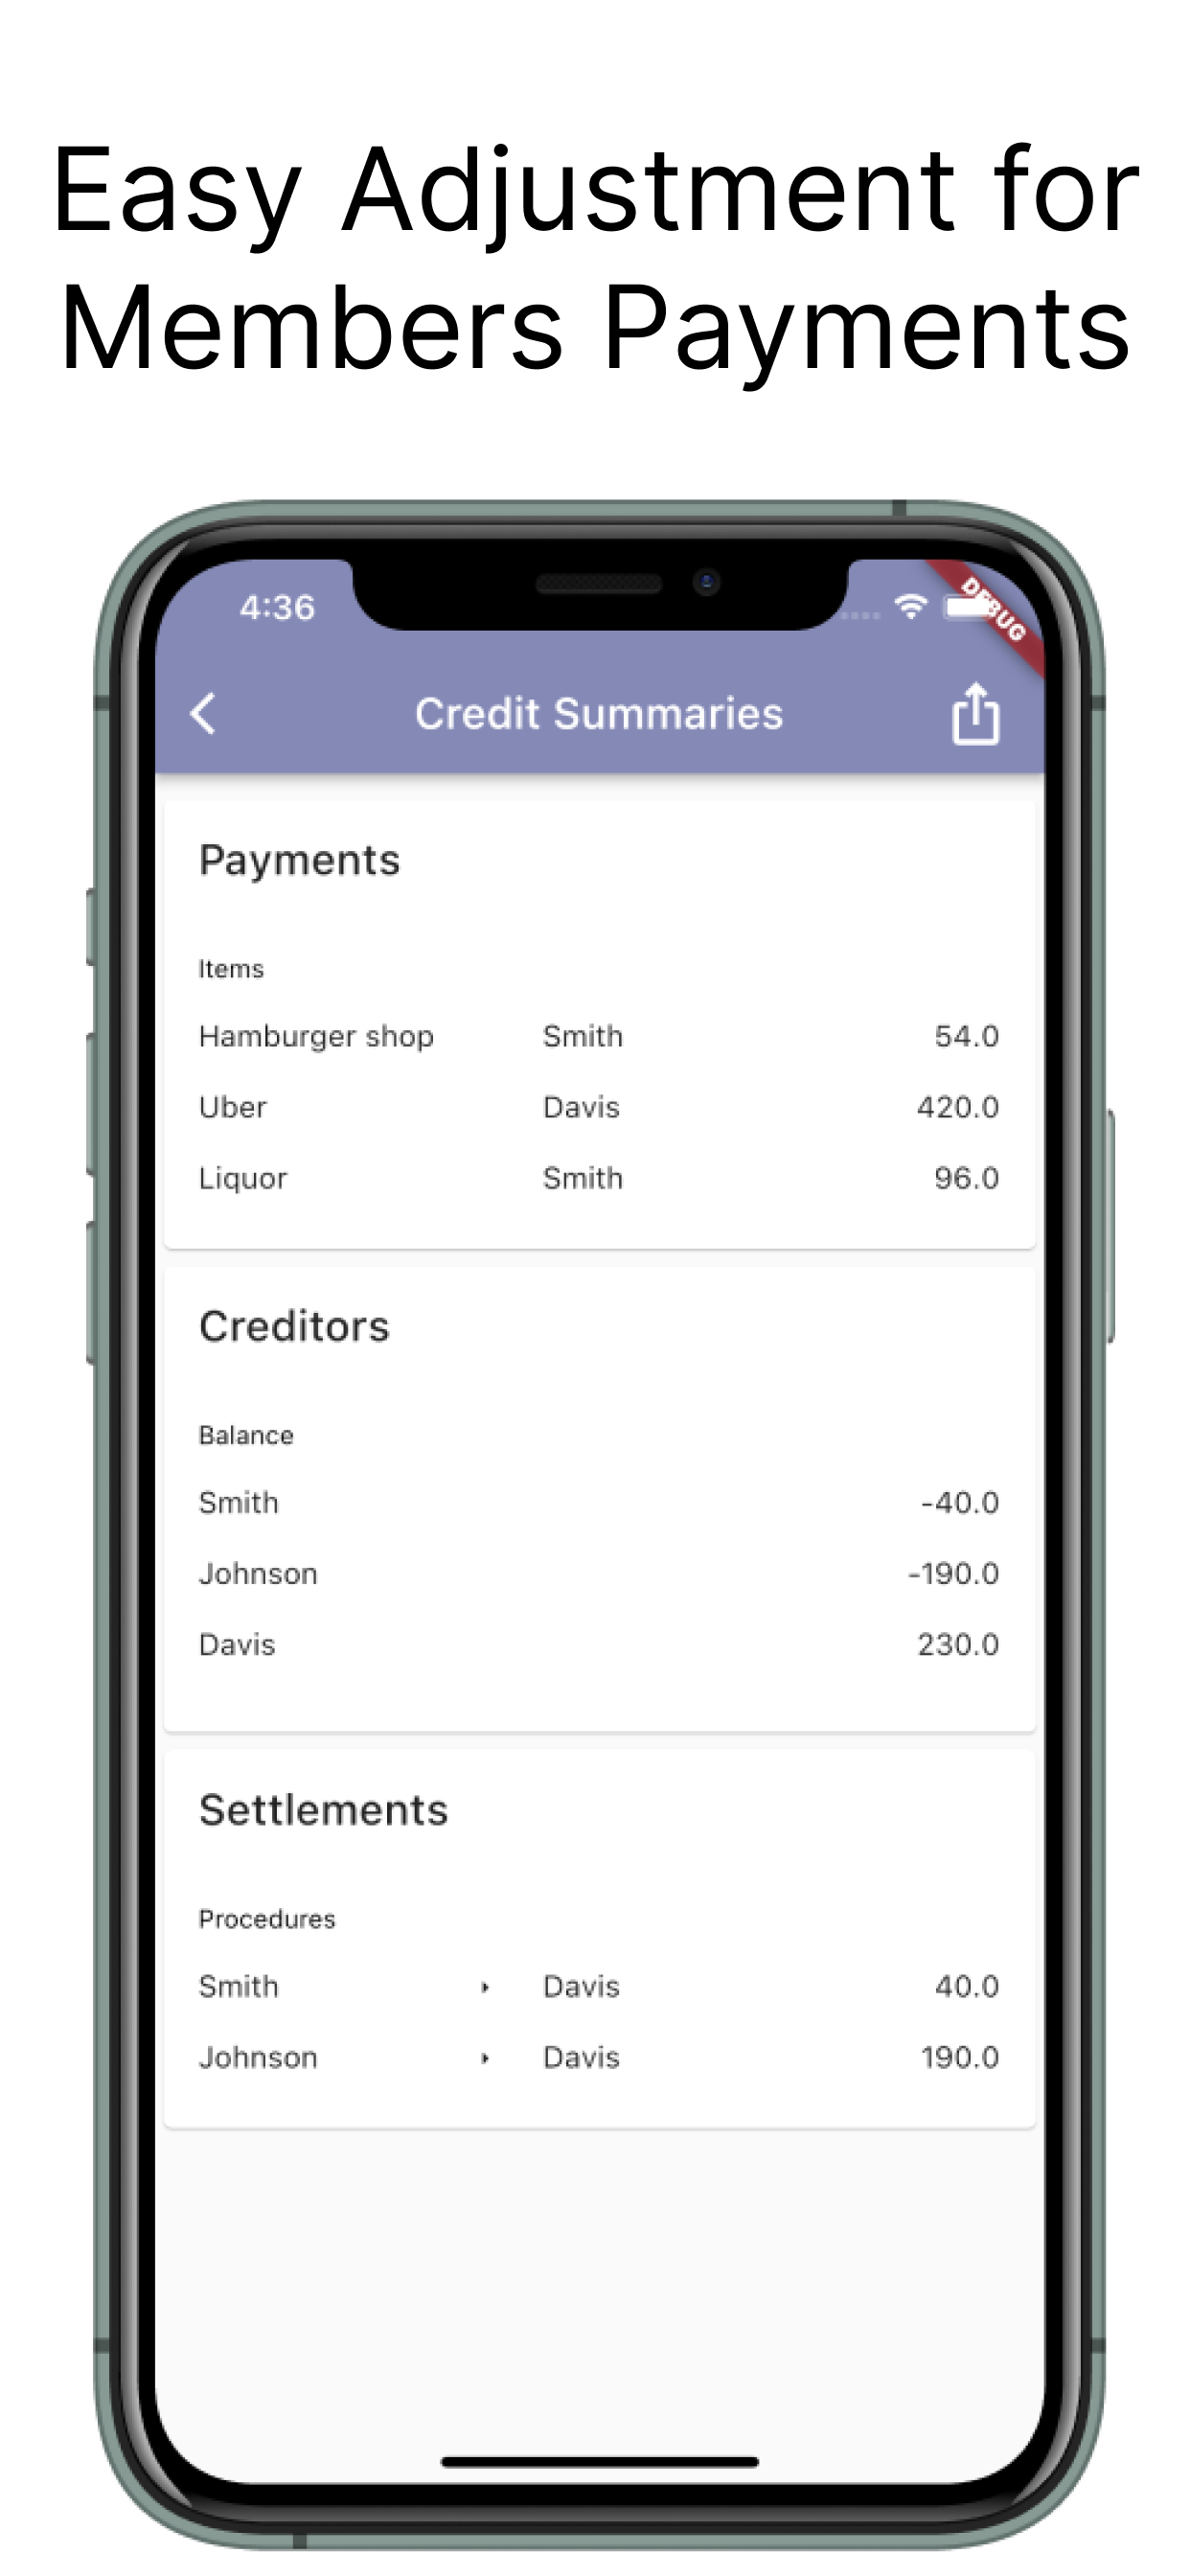 Easy Adjustment for
Members Payments
4:36
DEBUG
Credit Summaries
Payments
Items
Hamburger shop Smith 54.0
Uber Davis 420.0
Liquor Smith 96.0
Creditors
Balance
Smith -40.0
Johnson -190.0
Davis 230.0
Settlements
Procedures
Smith Davis 40.0
Johnson Davis 190.0